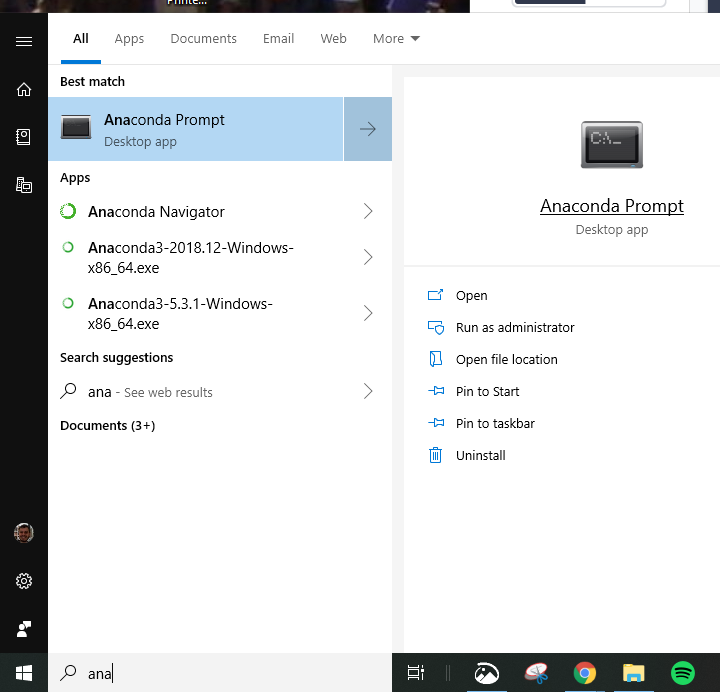 Printe...
All Apps Documents Email Web More
Best match
Anaconda Prompt
Desktop app
Apps
Anaconda Navigator
Anaconda3-2018.12-Windows-
x86_64.exe
Anaconda3-5.3.1-Windows-
x86_64.exe
Search suggestions
ana - See web results
Documents (3+)
C:\_
Anaconda Prompt
Desktop app
Open
Run as administrator
Open file location
Pin to Start
Pin to taskbar
Uninstall
ana